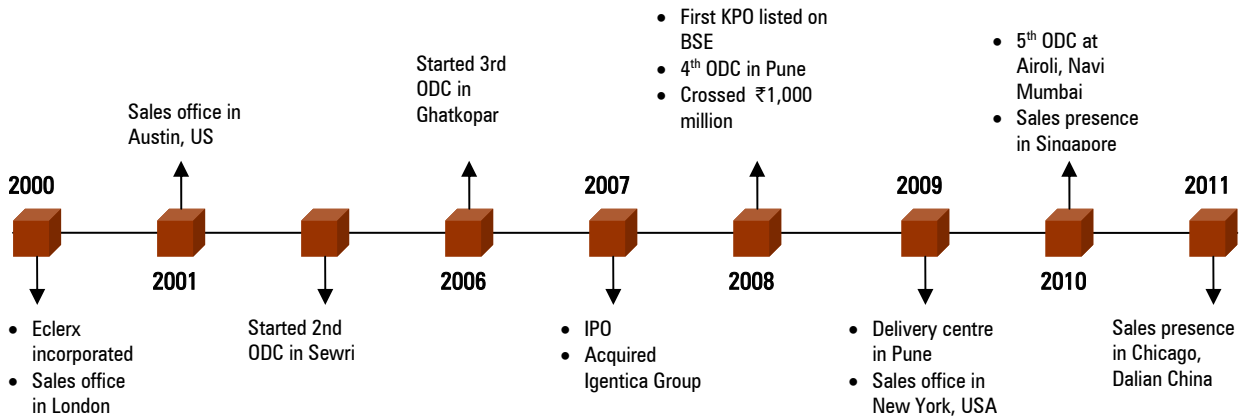 2000
• Eclerx
incorporated
• Sales office
in London
Sales office in
Austin, US
2001
Started 2nd
ODC in Sewri
Started 3rd
ODC in
Ghatkopar
2006
2007
• IPO
• Acquired
Igentica Group
• First KPO listed on
BSE
• 4th ODC in Pune
• Crossed ₹1,000
million
2008
2009
• Delivery centre
in Pune
• Sales office in
New York, USA
• 5th ODC at
Airoli, Navi
Mumbai
• Sales presence
in Singapore
2010
2011
Sales presence
in Chicago,
Dalian China